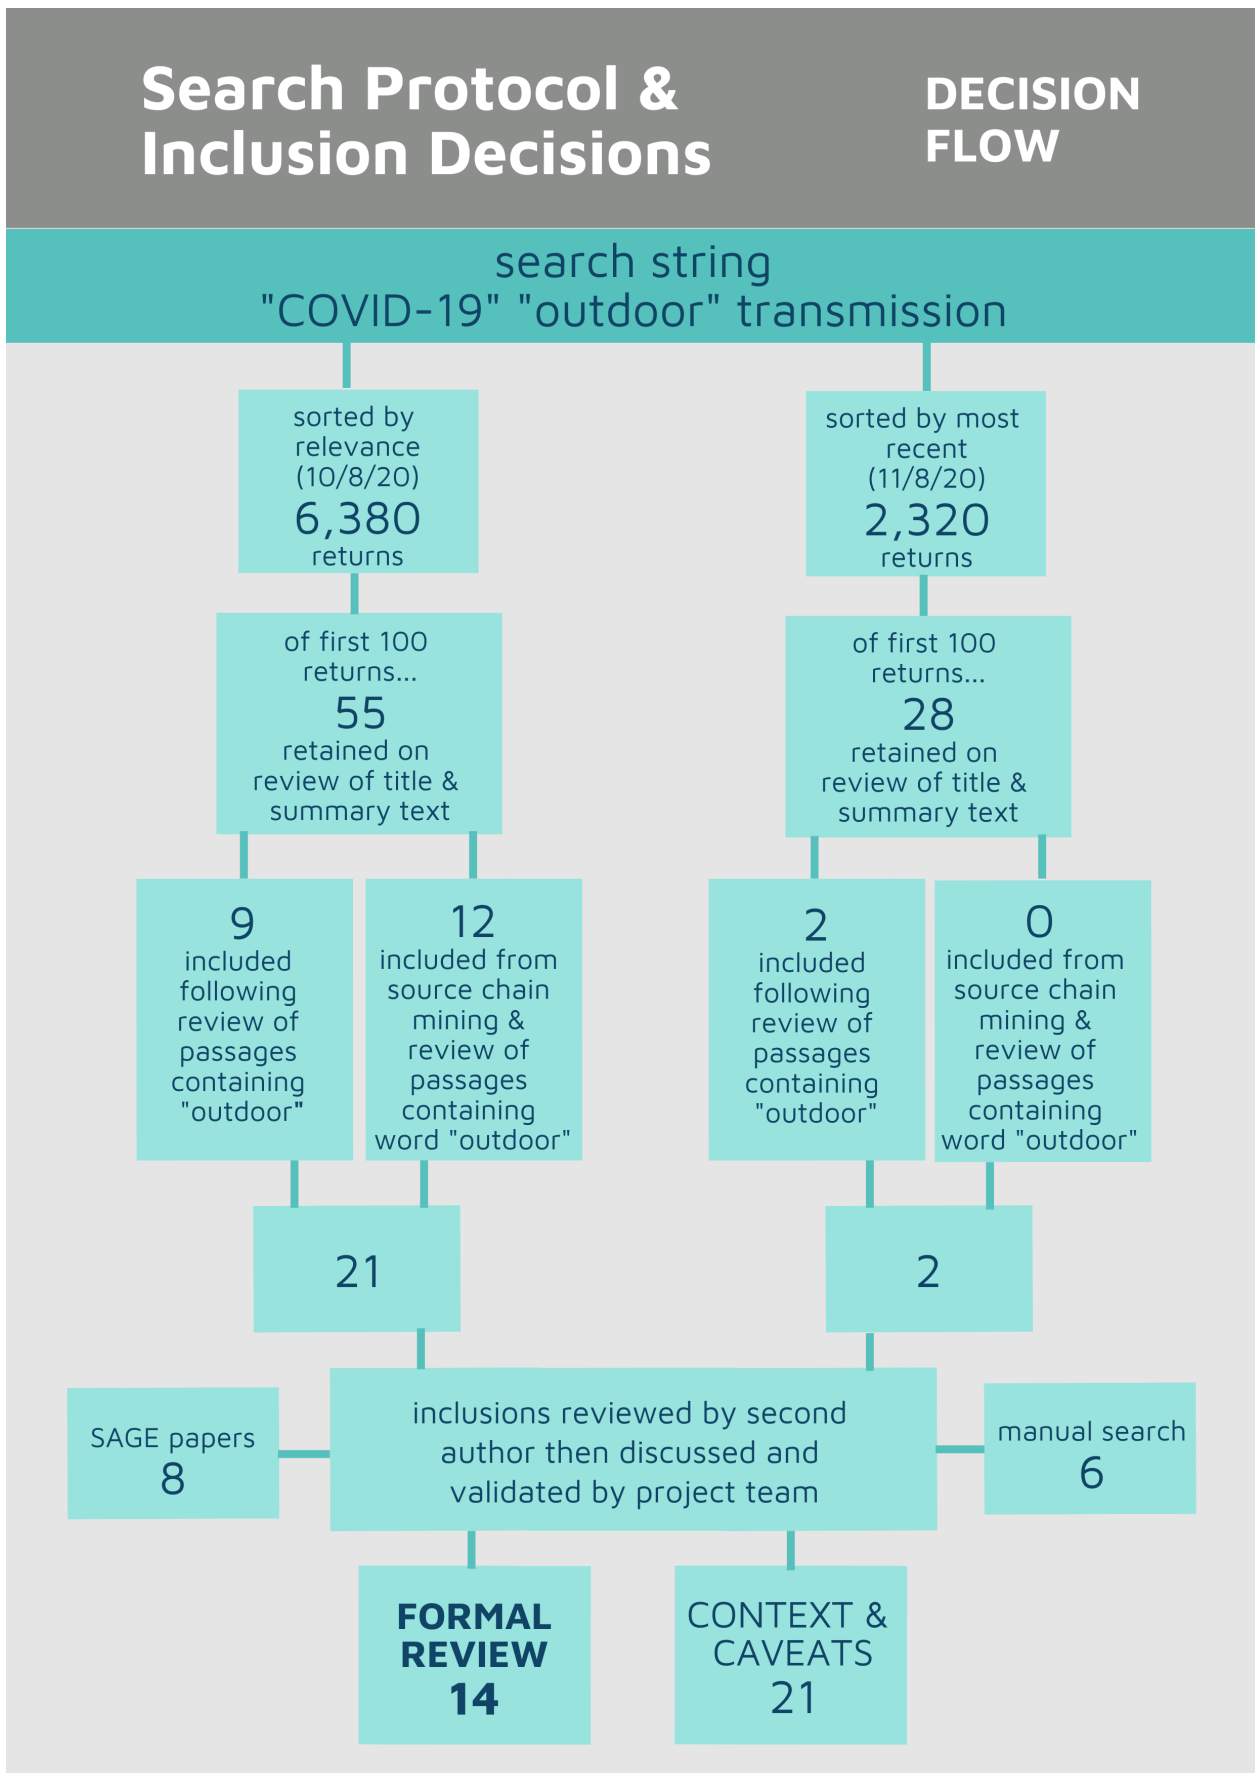 Search Protocol &
Inclusion Decisions
DECISION
FLOW
search string
"COVID-19" "outdoor" transmission
sorted by
relevance
(10/8/20)
6,380
returns
sorted by most
recent
(11/8/20)
2,320
returns
of first 100
returns...
55
retained on
review of title &
summary text
of first 100
returns...
28
retained on
review of title &
summary text
9
included
following
review of
passages
containing
"outdoor"
12
included from
source chain
mining &
review of
passages
containing
word "outdoor"
2
included
following
review of
passages
containing
"outdoor"
0
included from
source chain
mining &
review of
passages
containing
word "outdoor"
21
2
SAGE papers
8
inclusions reviewed by second
author then discussed and
validated by project team
manual search
6
FORMAL
REVIEW
14
CONTEXT &
CAVEATS
21